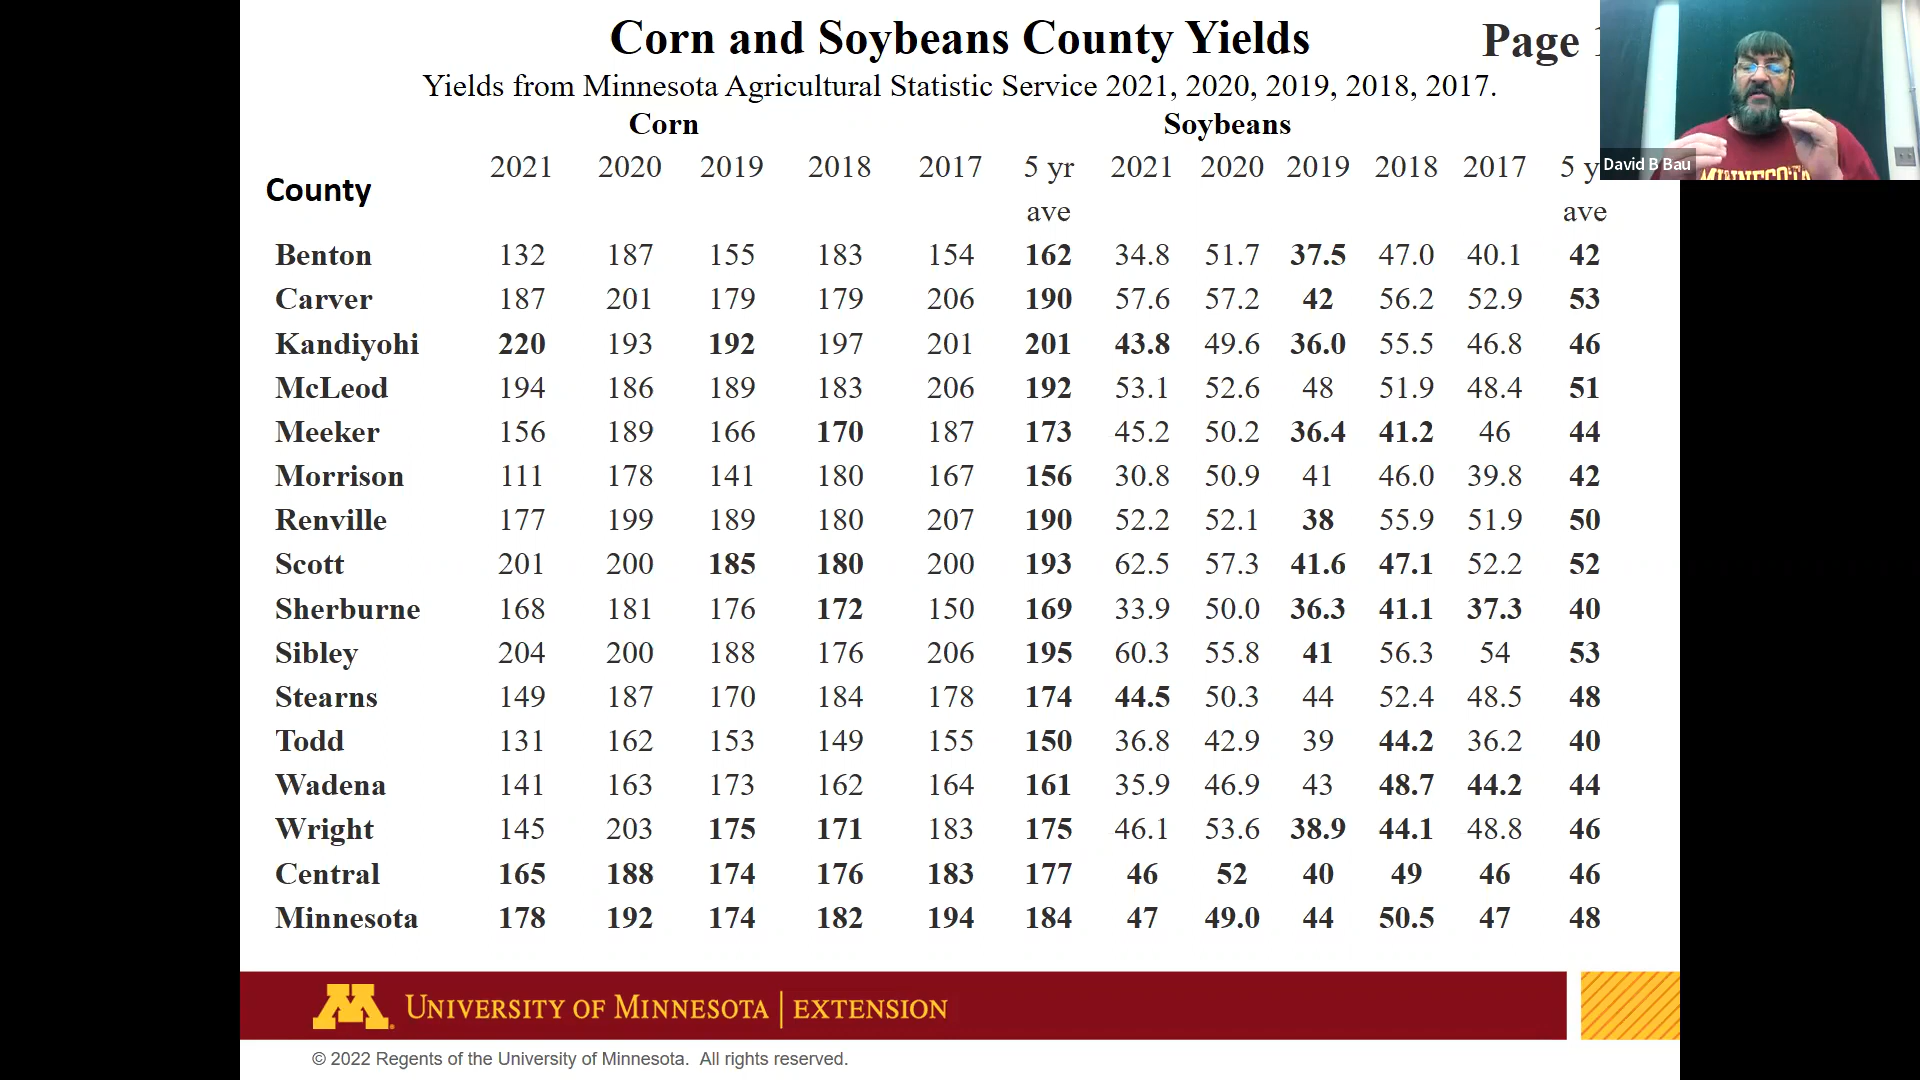 Corn and Soybeans County Yields
Page
Yields from Minnesota Agricultural Statistic Service 2021, 2020, 2019, 2018, 2017.
Corn Soybeans
County 2021 2020 2019 2018 2017 5 yr ave 2021 2020 2019 2018 2017 5 y ave
Benton 132 187 155 183 154 162 34.8 51.7 37.5 47.0 40.1 42
Carver 187 201 179 179 206 190 57.6 57.2 42 56.2 52.9 53
Kandiyohi 220 193 192 197 201 201 43.8 49.6 36.0 55.5 46.8 46
McLeod 194 186 189 183 206 192 53.1 52.6 48 51.9 48.4 51
Meeker 156 189 166 170 187 173 45.2 50.2 36.4 41.2 46 44
Morrison 111 178 141 180 167 156 30.8 50.9 41 46.0 39.8 42
Renville 177 199 189 180 207 190 52.2 52.1 38 55.9 51.9 50
Scott 201 200 185 180 200 193 62.5 57.3 41.6 47.1 52.2 52
Sherburne 168 181 176 172 150 169 33.9 50.0 36.3 41.1 37.3 40
Sibley 204 200 188 176 206 195 60.3 55.8 41 56.3 54 53
Stearns 149 187 170 184 178 174 44.5 50.3 44 52.4 48.5 48
Todd 131 162 153 149 155 150 36.8 42.9 39 44.2 36.2 40
Wadena 141 163 173 162 164 161 35.9 46.9 43 48.7 44.2 44
Wright 145 203 175 171 183 175 46.1 53.6 38.9 44.1 48.8 46
Central 165 188 174 176 183 177 46 52 40 49 46 46
Minnesota 178 192 174 182 194 184 47 49.0 44 50.5 47 48
David B Bau
MINNESOTA
M UNIVERSITY OF MINNESOTA | EXTENSION
© 2022 Regents of the University of Minnesota. All rights reserved.